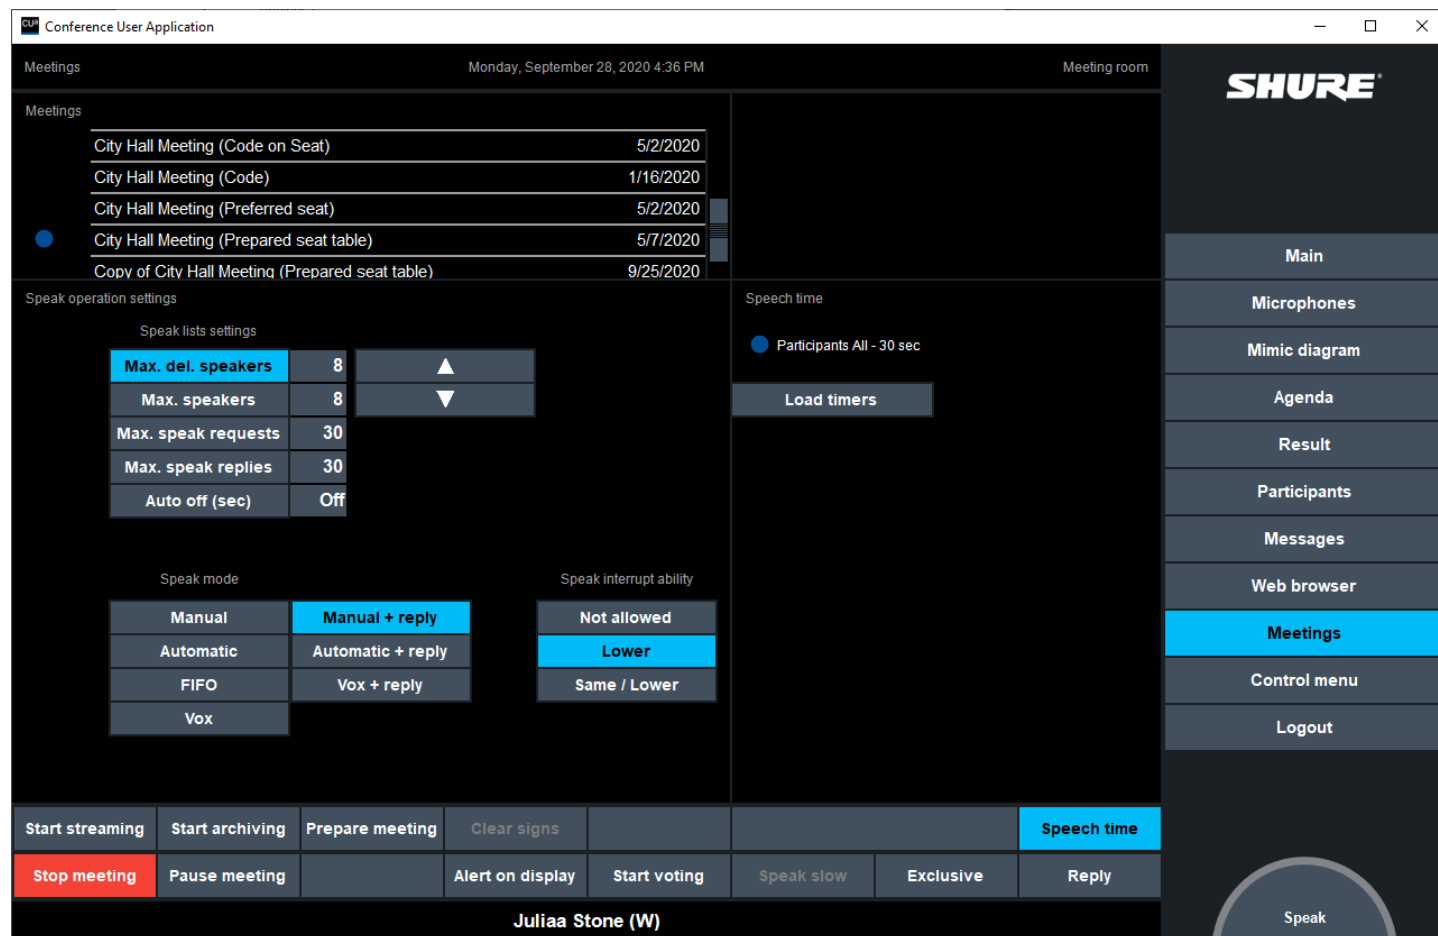 CUa Conference User Application
Meetings Monday, September 28, 2020 4:36 PM Meeting room
SHURE
Meetings
City Hall Meeting (Code on Seat) 5/2/2020
City Hall Meeting (Code) 1/16/2020
City Hall Meeting (Preferred seat) 5/2/2020
City Hall Meeting (Prepared seat table) 5/7/2020
Copy of City Hall Meeting (Prepared seat table) 9/25/2020
Speak operation settings
Speak lists settings
Max. del. speakers 8
Max. speakers 8
Max. speak requests 30
Max. speak replies 30
Auto off (sec) Off
Speak mode
Manual Manual + reply
Automatic Automatic + reply
FIFO Vox + reply
Vox
Speak interrupt ability
Not allowed
Lower
Same / Lower
Speech time
Participants All - 30 sec
Load timers
Main
Microphones
Mimic diagram
Agenda
Result
Participants
Messages
Web browser
Meetings
Control menu
Logout
Start streaming Start archiving Prepare meeting Clear signs Speech time
Stop meeting Pause meeting Alert on display Start voting Speak slow Exclusive Reply
Juliaa Stone (W)
Speak